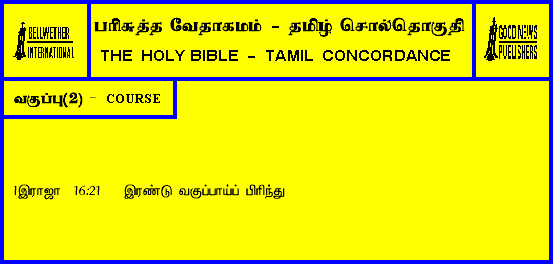 BELLWETHER
INTERNATIONAL
பரிசுத்த வேதாகமம் - தமிழ் சொல்தொகுதி
THE HOLY BIBLE - TAMIL CONCORDANCE
GOOD NEWS
PUBLISHERS
வகுப்பு(2) - COURSE
1இராஜா 16:21 இரண்டு வகுப்பாய்ப் பிரிந்து